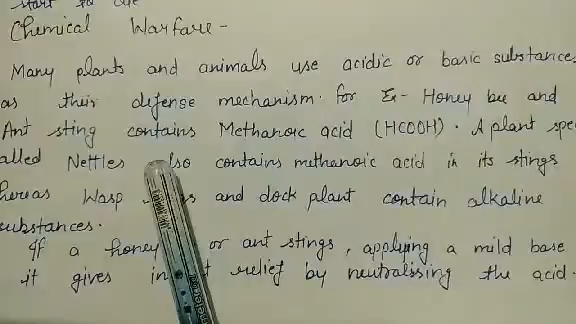 start to
Chemical Warfare -
Many plants and animals use acidic or basic substances
as their defense mechanism. for Ex- Honey bee and
Ant sting contains Methanoic acid (HCOOH). A plant spe
alled Nettles also contains methanoic acid in its stings
hereas Wasp and dock plant contain alkaline
substances.
If a honey or ant stings, applying a mild base
it gives relief by neutralising the acid.